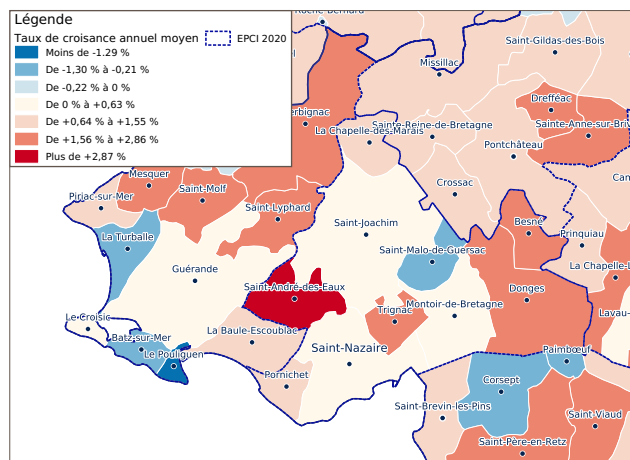 Légende
Taux de croisance annuel moyen
EPCI 2020
Moins de -1.29 %
De -1,30 % à -0,21 %
De -0,22 % à 0 %
De 0 % à +0,63 %
De +0,64 % à +1,55 %
De +1,56 % à +2,86 %
Plus de +2,87 %
Saint-Gildas-des-Bois
Missillac
Drefféac
La Chapelle-des-Marais
Sainte-Reine-de-Bretagne
Pontchâteau
Mesquer
Crossac
Piriac-sur-Mer
Saint-Molf
Saint-Lyphard
Saint-Joachim
Besné
Prinquiau
La Turballe
Saint-Malo-de-Guersac
Guérande
Saint-André-des-Eaux
Donges
Trignac
Montoir-de-Bretagne
Le Croisic
La Baule-Escoublac
Batz-sur-Mer
Le Pouliguen
Saint-Nazaire
Paimbœuf
Pornichet
Corsept
Saint-Brevin-les-Pins
Saint-Viaud
Saint-Père-en-Retz